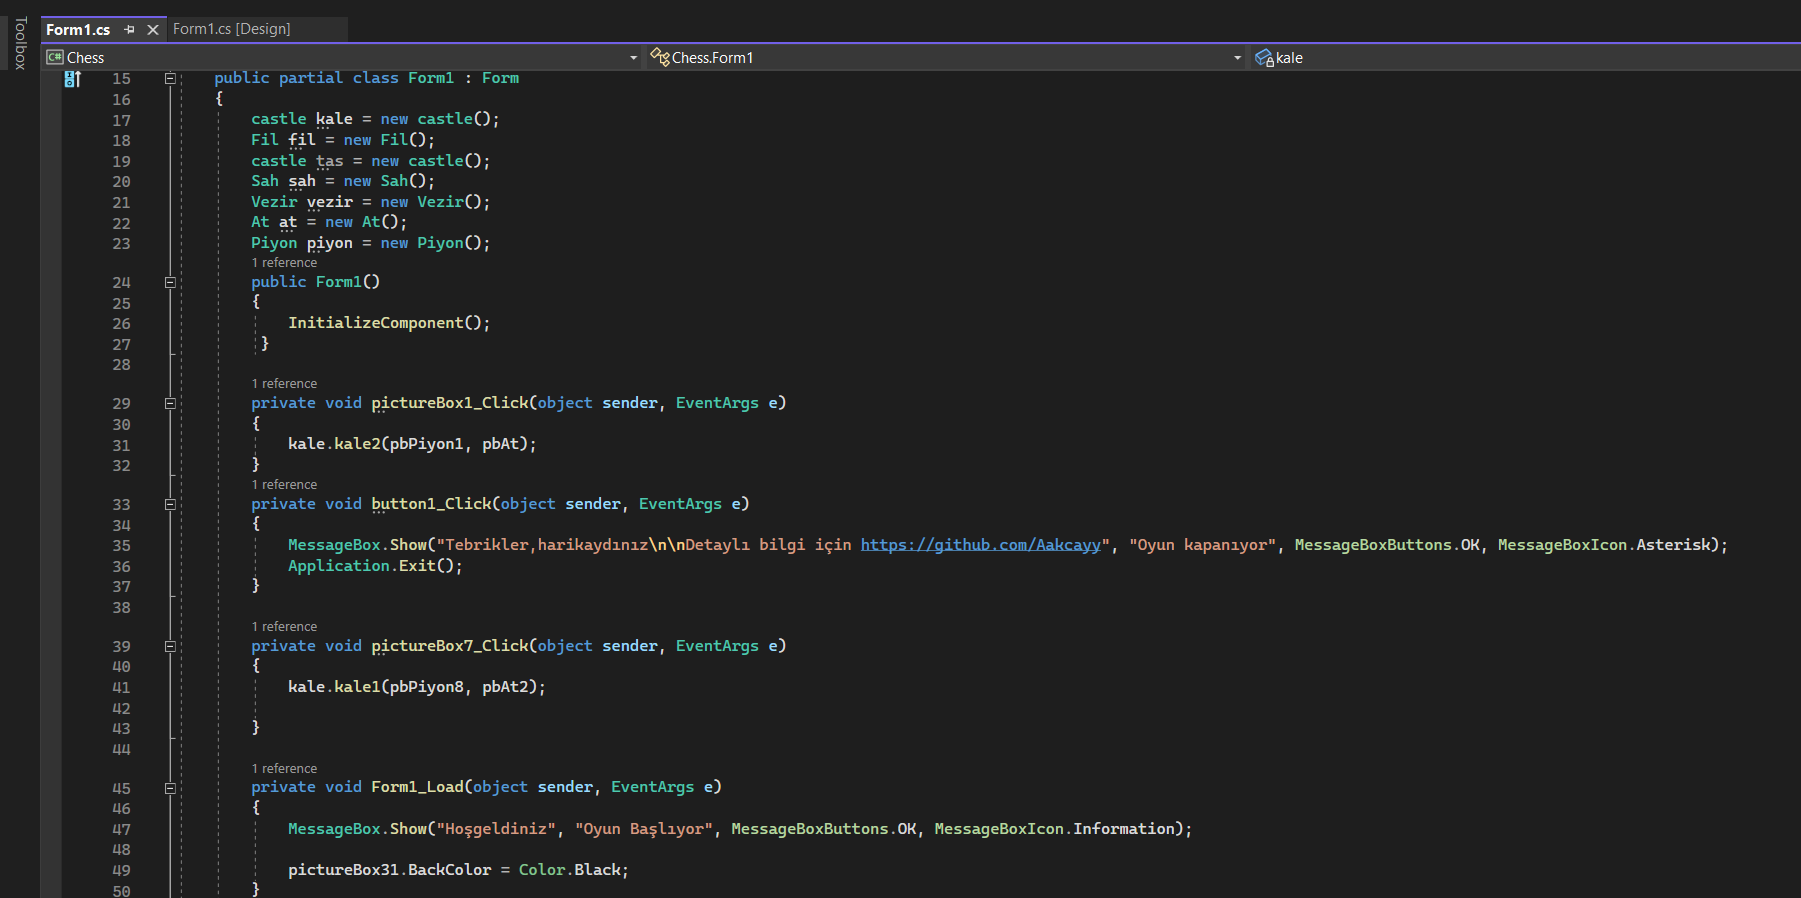 Toolbox
Form1.cs Form1.cs [Design]
C# Chess Chess.Form1 kale
15 public partial class Form1 : Form
16 {
17 castle kale = new castle();
18 Fil fil = new Fil();
19 castle tas = new castle();
20 Sah sah = new Sah();
21 Vezir vezir = new Vezir();
22 At at = new At();
23 Piyon piyon = new Piyon();
1 reference
24 public Form1()
25 {
26 InitializeComponent();
27 }
28
1 reference
29 private void pictureBox1_Click(object sender, EventArgs e)
30 {
31 kale.kale2(pbPiyon1, pbAt);
32 }
1 reference
33 private void button1_Click(object sender, EventArgs e)
34 {
35 MessageBox.Show("Tebrikler,harikaydınız\n\nDetaylı bilgi için https://github.com/Aakcayy", "Oyun kapanıyor", MessageBoxButtons.OK, MessageBoxIcon.Asterisk);
36 Application.Exit();
37 }
38
1 reference
39 private void pictureBox7_Click(object sender, EventArgs e)
40 {
41 kale.kale1(pbPiyon8, pbAt2);
42
43 }
44
1 reference
45 private void Form1_Load(object sender, EventArgs e)
46 {
47 MessageBox.Show("Hoşgeldiniz", "Oyun Başlıyor", MessageBoxButtons.OK, MessageBoxIcon.Information);
48
49 pictureBox31.BackColor = Color.Black;
50 }